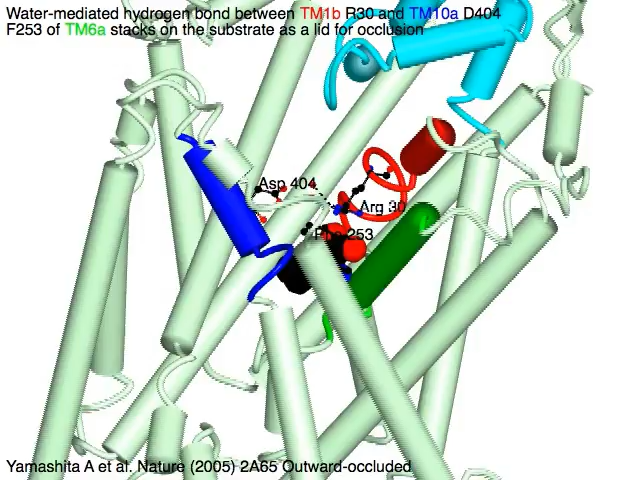 Water-mediated hydrogen bond between TM1b R30 and TM10a D404
F253 of TM6a stacks on the substrate as a lid for occlusion
Asp 404
Arg 30
Phe 253
Yamashita A et al. Nature (2005) 2A65 Outward-occluded